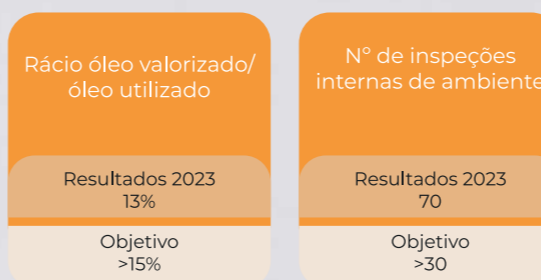 Rácio óleo valorizado/
óleo utilizado
Resultados 2023
13%
Objetivo
>15%
Nº de inspeções
internas de ambiente
Resultados 2023
70
Objetivo
>30